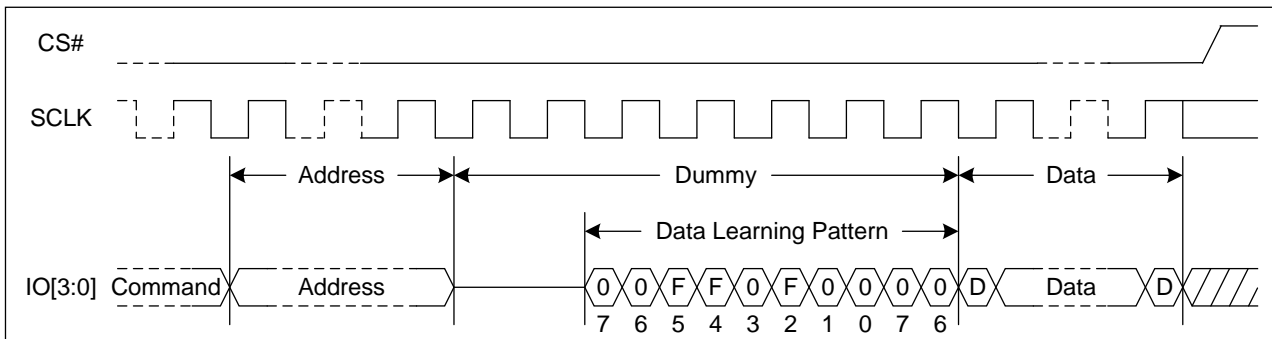 CS#
SCLK
Address Dummy Data
Data Learning Pattern
IO[3:0] Command Address 0 0 F F 0 F 0 0 0 0 D Data D
7 6 5 4 3 2 1 0 7 6